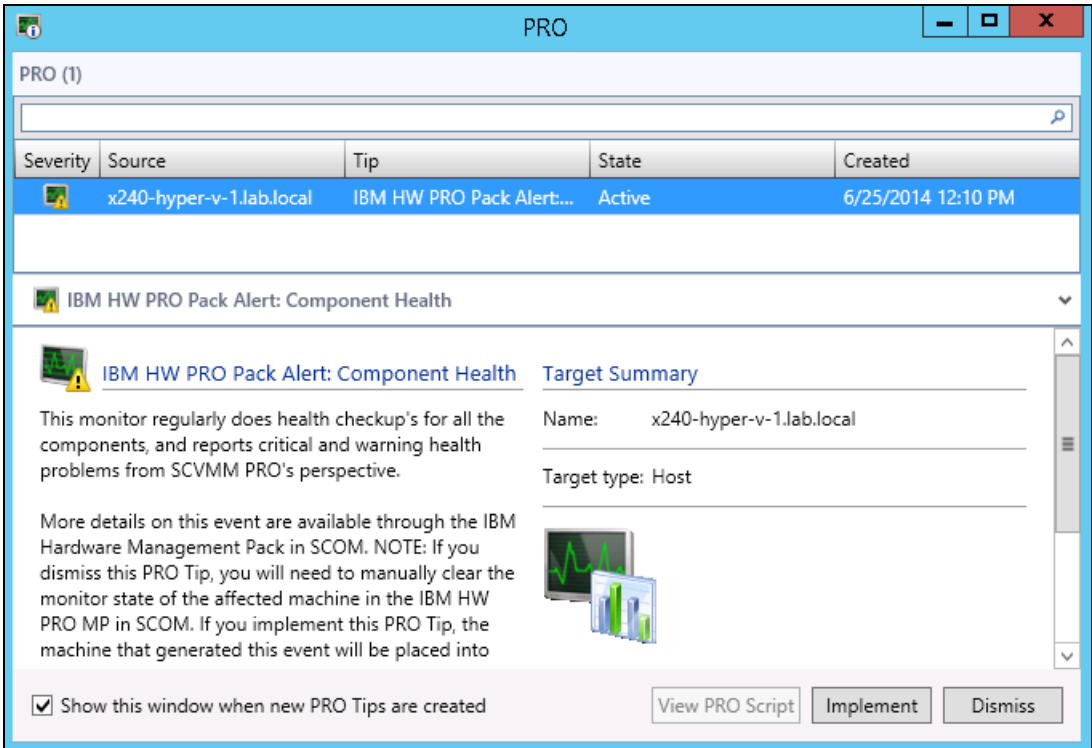 PRO
PRO (1)
Severity Source Tip State Created
x240-hyper-v-1.lab.local IBM HW PRO Pack Alert:... Active 6/25/2014 12:10 PM
IBM HW PRO Pack Alert: Component Health
IBM HW PRO Pack Alert: Component Health
This monitor regularly does health checkup's for all the
components, and reports critical and warning health
problems from SCVMM PRO's perspective.
More details on this event are available through the IBM
Hardware Management Pack in SCOM. NOTE: If you
dismiss this PRO Tip, you will need to manually clear the
monitor state of the affected machine in the IBM HW
PRO MP in SCOM. If you implement this PRO Tip, the
machine that generated this event will be placed into
Target Summary
Name: x240-hyper-v-1.lab.local
Target type: Host
Show this window when new PRO Tips are created
View PRO Script Implement Dismiss